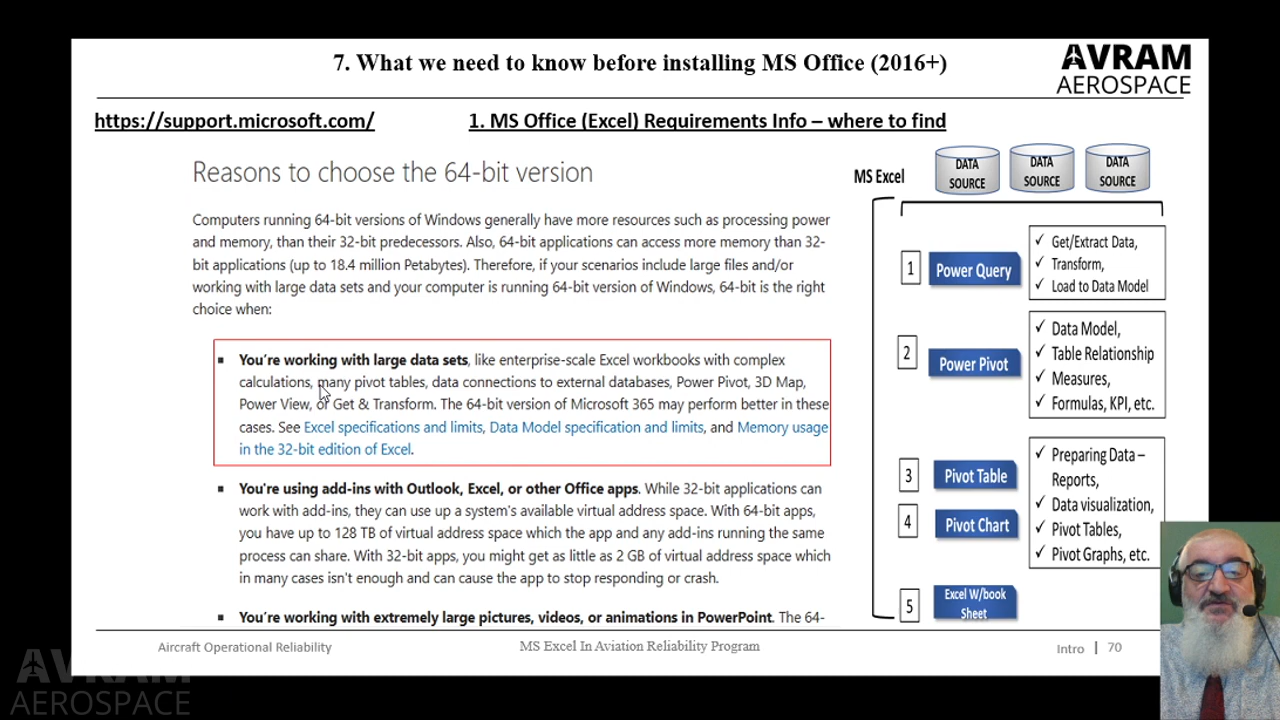 7. What we need to know before installing MS Office (2016+)
AVRAM
AEROSPACE
https://support.microsoft.com/
1. MS Office (Excel) Requirements Info – where to find
Reasons to choose the 64-bit version
Computers running 64-bit versions of Windows generally have more resources such as processing power
and memory, than their 32-bit predecessors. Also, 64-bit applications can access more memory than 32-
bit applications (up to 18.4 million Petabytes). Therefore, if your scenarios include large files and/or
working with large data sets and your computer is running 64-bit version of Windows, 64-bit is the right
choice when:
▪ You’re working with large data sets, like enterprise-scale Excel workbooks with complex
calculations, many pivot tables, data connections to external databases, Power Pivot, 3D Map,
Power View, or Get & Transform. The 64-bit version of Microsoft 365 may perform better in these
cases. See Excel specifications and limits, Data Model specification and limits, and Memory usage
in the 32-bit edition of Excel.
▪ You’re using add-ins with Outlook, Excel, or other Office apps. While 32-bit applications can
work with add-ins, they can use up a system’s available virtual address space. With 64-bit apps,
you have up to 128 TB of virtual address space which the app and any add-ins running the same
process can share. With 32-bit apps, you might get as little as 2 GB of virtual address space which
in many cases isn’t enough and can cause the app to stop responding or crash.
▪ You’re working with extremely large pictures, videos, or animations in PowerPoint. The 64-
MS Excel
DATA
SOURCE
DATA
SOURCE
DATA
SOURCE
1
Power Query
✓ Get/Extract Data,
✓ Transform,
✓ Load to Data Model
2
Power Pivot
✓ Data Model,
✓ Table Relationship
✓ Measures,
✓ Formulas, KPI, etc.
3
Pivot Table
4
Pivot Chart
✓ Preparing Data –
Reports,
✓ Data visualization,
✓ Pivot Tables,
✓ Pivot Graphs, etc.
5
Excel W/book
Sheet
Aircraft Operational Reliability
MS Excel In Aviation Reliability Program
Intro | 70
AVRAM
AEROSPACE